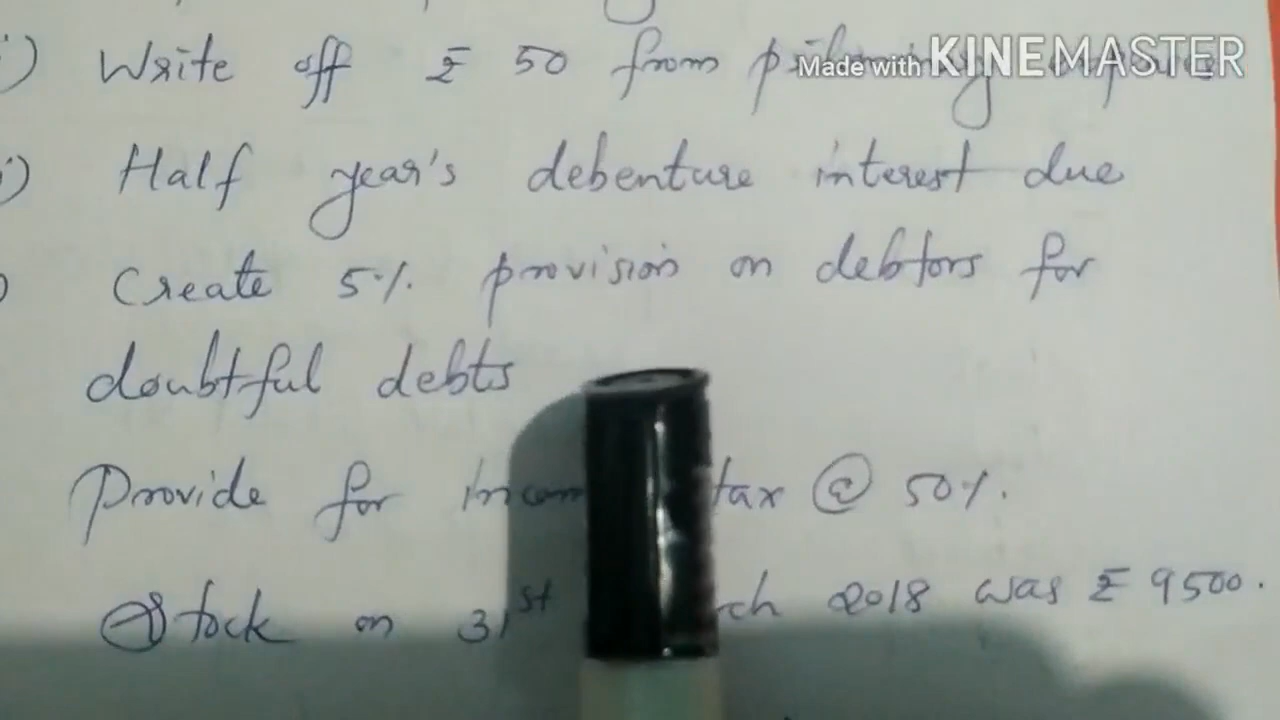 i) Write off ₹ 50 from
Made with KINEMASTER
i) Half year's debenture interest due
Create 5% provision on debtors for
doubtful debts
Provide for tax @ 50%.
Stock on 31st 2018 was ₹ 9500.